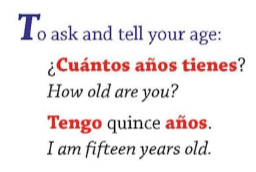 To ask and tell your age:
¿Cuántos años tienes?
How old are you?
Tengo quince años.
I am fifteen years old.